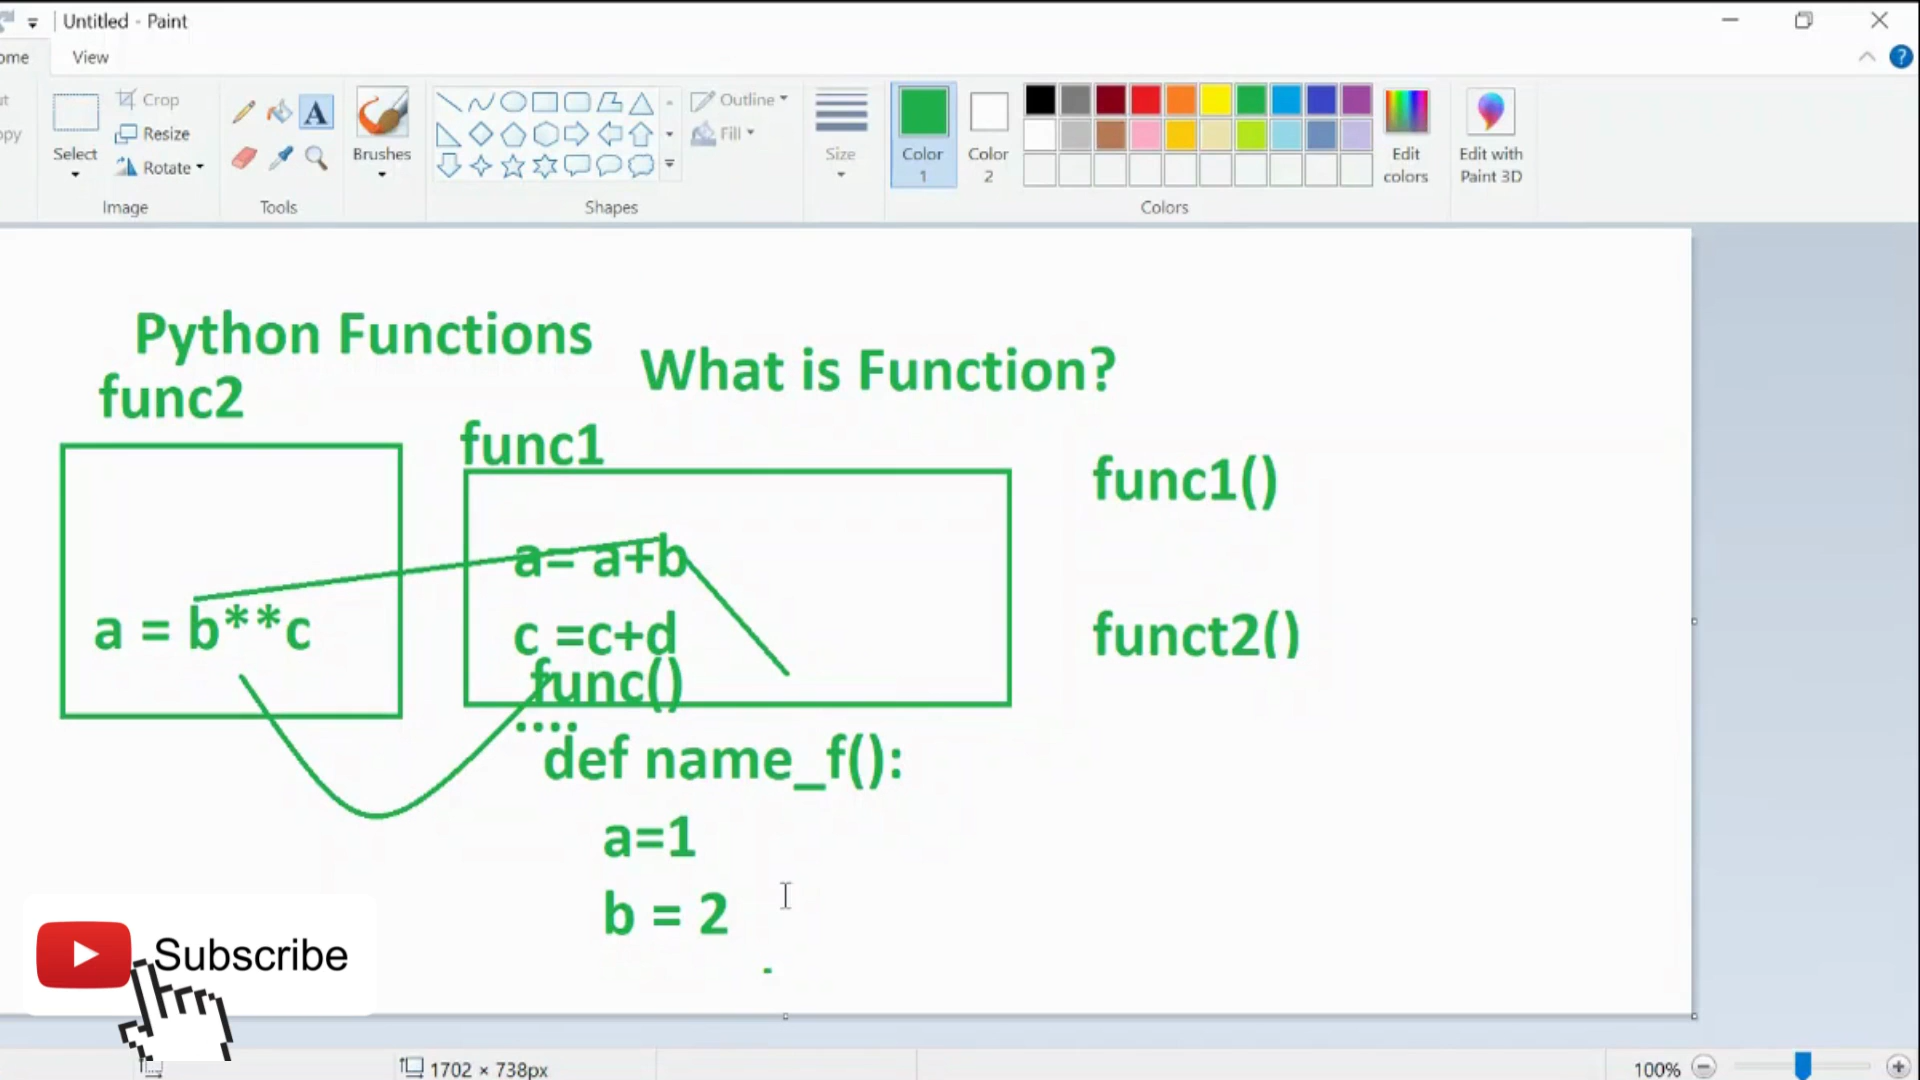 Untitled - Paint
ome
View
Crop
Resize
Rotate
opy
Select
Image
A
Tools
Brushes
Shapes
Outline
Fill
Size
Color 1
Color 2
Colors
Edit colors
Edit with Paint 3D
?
Python Functions
What is Function?
func2
func1
func1()
a= a+b
a = b**c
c =c+d
funct2()
func()
....
def name_f():
a=1
b = 2
Subscribe
1702 × 738px
100%